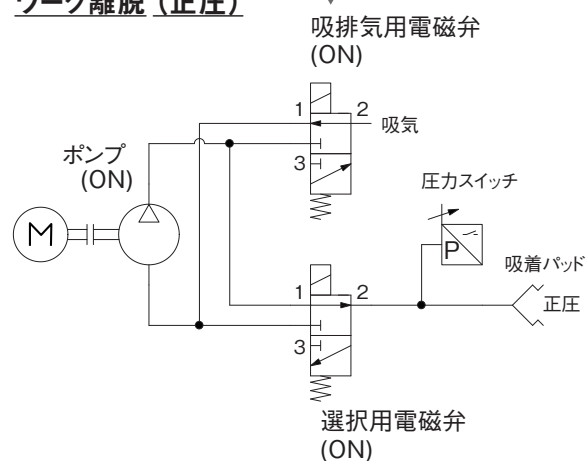 ワーク離脱 (正圧)
吸排気用電磁弁
(ON)
1 2
吸気
3
ポンプ
(ON)
M
圧力スイッチ
P
吸着パッド
正圧
1 2
3
選択用電磁弁
(ON)